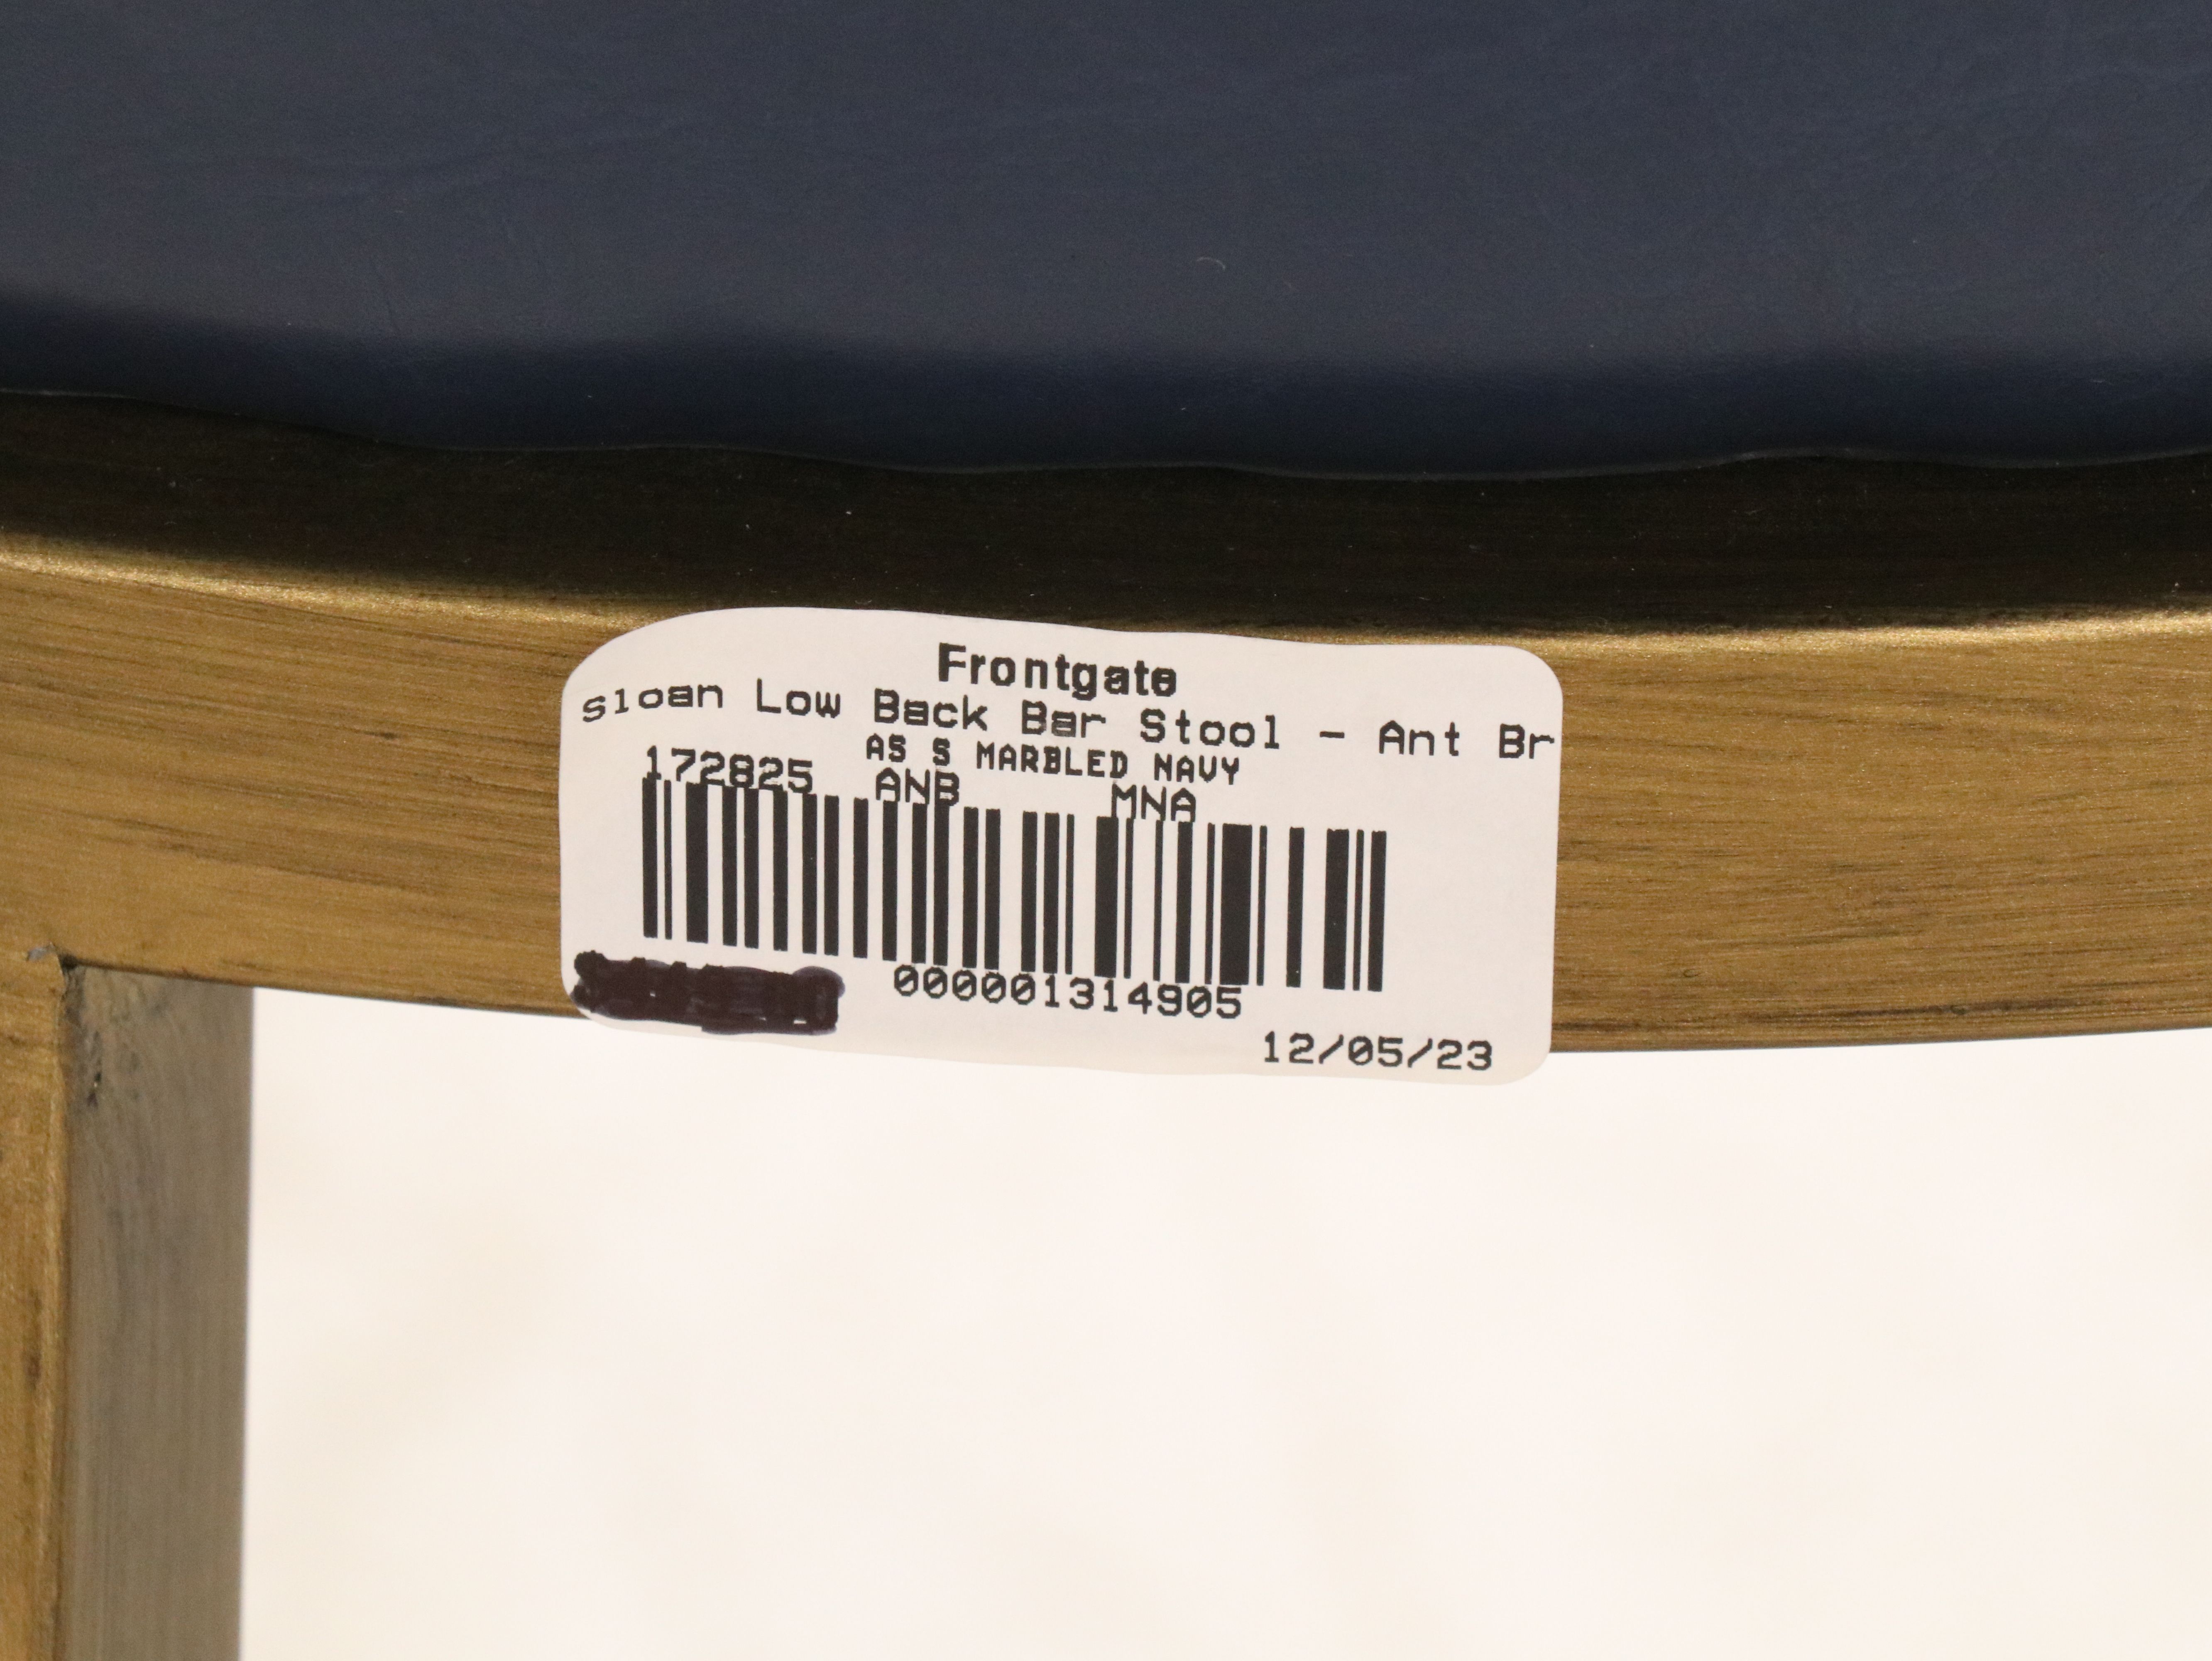 Frontgate
Sloan Low Back Bar Stool - Ant Br
AS S MARBLED NAVY
172825 ANB MNA
000001314905
12/05/23